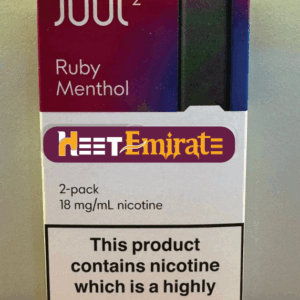 JUUL2
Ruby
Menthol
HEETEmirate
2-pack
18 mg/mL nicotine
This product
contains nicotine
which is a highly